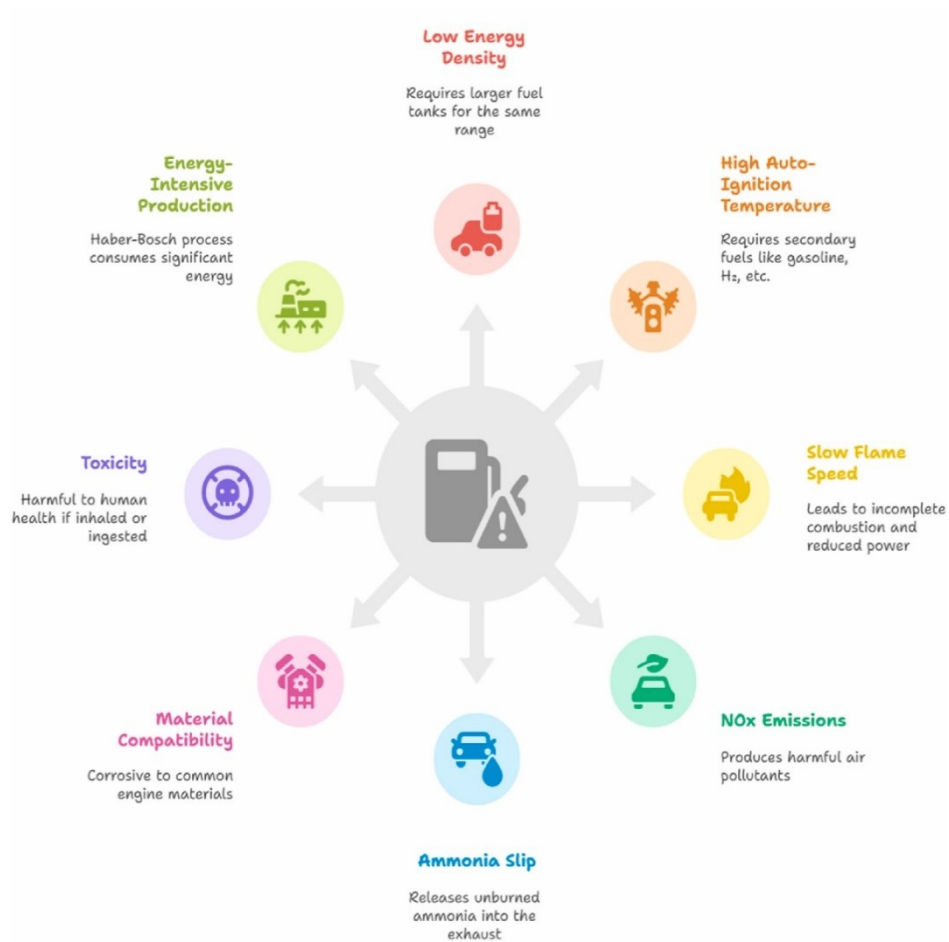 Low Energy
Density
Requires larger fuel
tanks for the same
range
High Auto-
Ignition
Temperature
Requires secondary
fuels like gasoline,
H₂, etc.
Slow Flame
Speed
Leads to incomplete
combustion and
reduced power
NOx Emissions
Produces harmful air
pollutants
Ammonia Slip
Releases unburned
ammonia into the
exhaust
Material
Compatibility
Corrosive to common
engine materials
Toxicity
Harmful to human
health if inhaled or
ingested
Energy-
Intensive
Production
Haber-Bosch process
consumes significant
energy